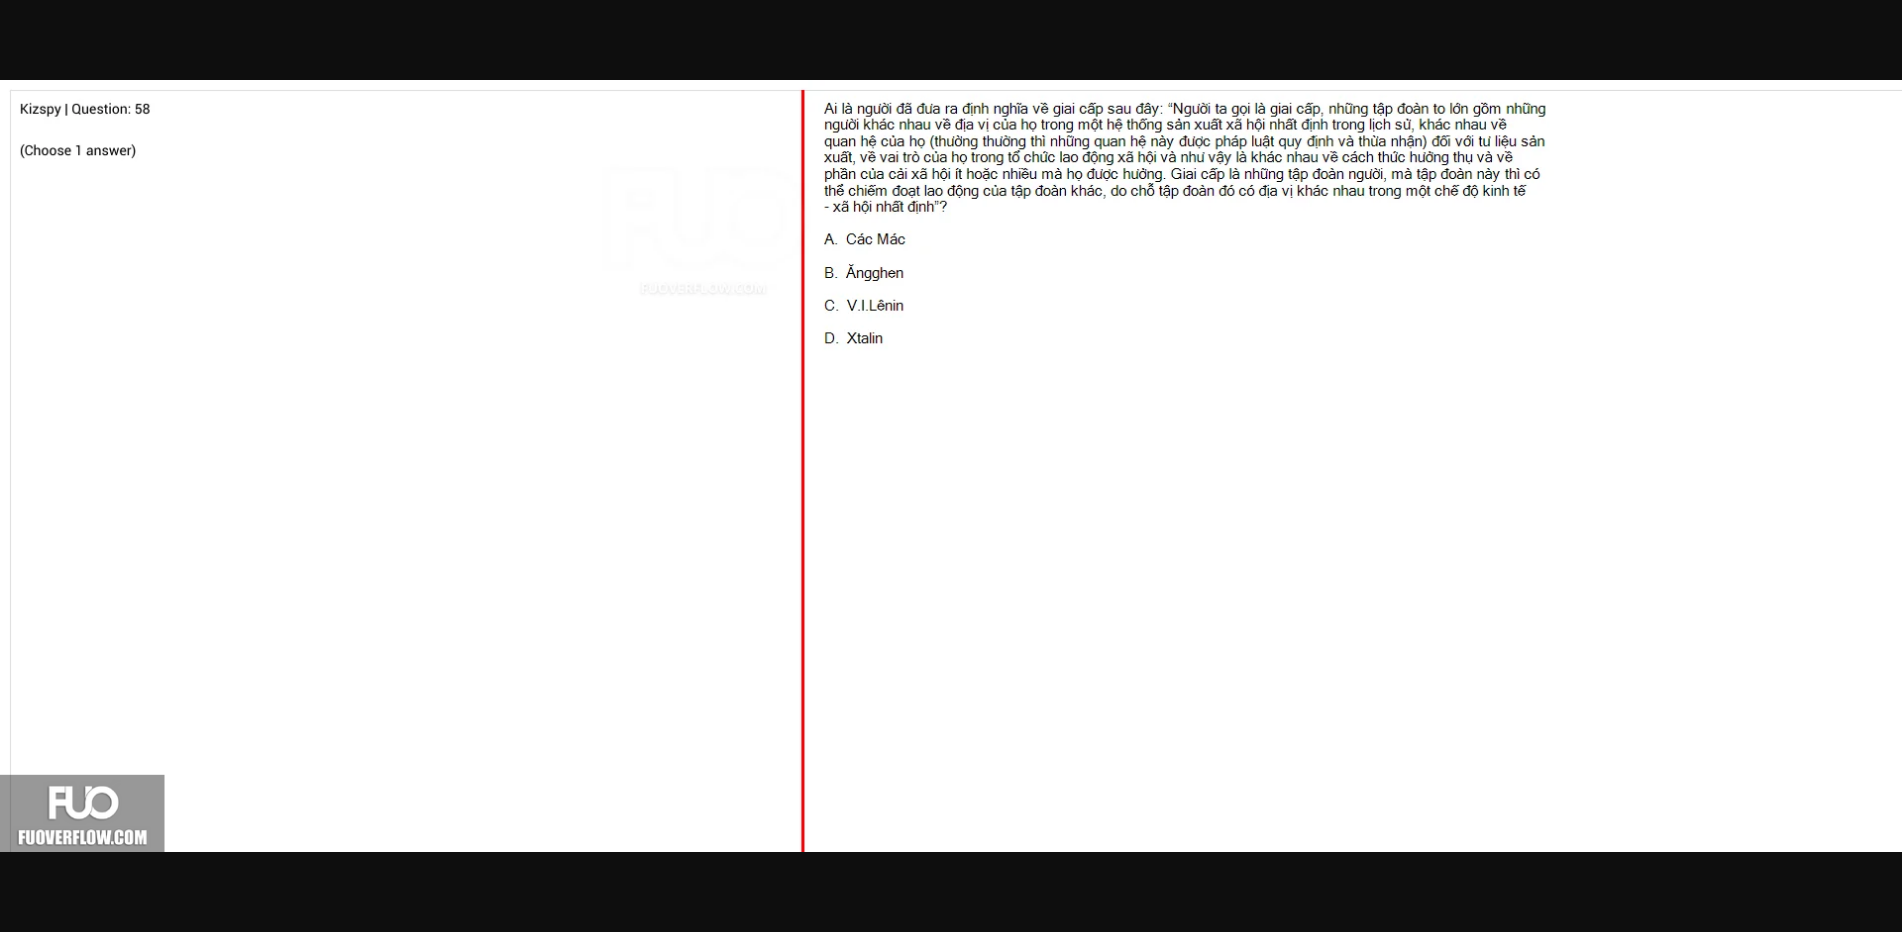 Kizspy | Question: 58
(Choose 1 answer)
Ai là người đã đưa ra định nghĩa về giai cấp sau đây: “Người ta gọi là giai cấp, những tập đoàn to lớn gồm những
người khác nhau về địa vị của họ trong một hệ thống sản xuất xã hội nhất định trong lịch sử, khác nhau về
quan hệ của họ (thường thường thì những quan hệ này được pháp luật quy định và thừa nhận) đối với tư liệu sản
xuất, về vai trò của họ trong tổ chức lao động xã hội và như vậy là khác nhau về cách thức hưởng thụ và về
phần của cải xã hội ít hoặc nhiều mà họ được hưởng. Giai cấp là những tập đoàn người, mà tập đoàn này thì có
thể chiếm đoạt lao động của tập đoàn khác, do chỗ tập đoàn đó có địa vị khác nhau trong một chế độ kinh tế
- xã hội nhất định”?
A. Các Mác
B. Ăngghen
C. V.I.Lênin
D. Xtalin
FUO
FUOVERFLOW.COM
FUO
FUOVERFLOW.COM